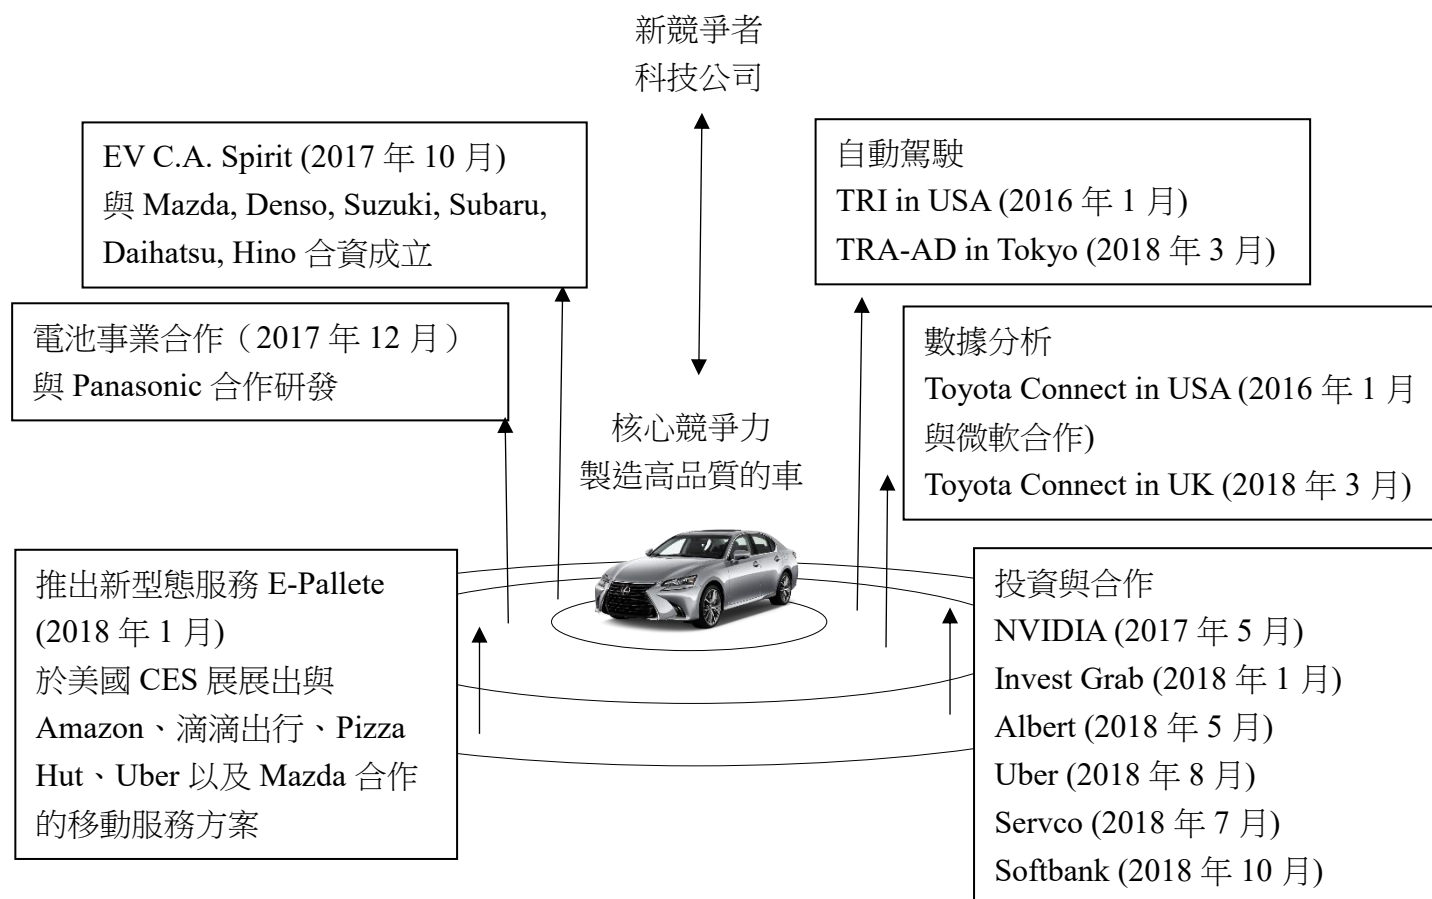 新競爭者
科技公司
EV C.A. Spirit (2017 年 10 月)
與 Mazda, Denso, Suzuki, Subaru,
Daihatsu, Hino 合資成立
自動駕駛
TRI in USA (2016 年 1 月)
TRA-AD in Tokyo (2018 年 3 月)
電池事業合作（2017 年 12 月）
與 Panasonic 合作研發
數據分析
Toyota Connect in USA (2016 年 1 月
與微軟合作)
Toyota Connect in UK (2018 年 3 月)
核心競爭力
製造高品質的車
推出新型態服務 E-Pallete
(2018 年 1 月)
於美國 CES 展展出與
Amazon、滴滴出行、Pizza
Hut、Uber 以及 Mazda 合作
的移動服務方案
投資與合作
NVIDIA (2017 年 5 月)
Invest Grab (2018 年 1 月)
Albert (2018 年 5 月)
Uber (2018 年 8 月)
Servco (2018 年 7 月)
Softbank (2018 年 10 月)